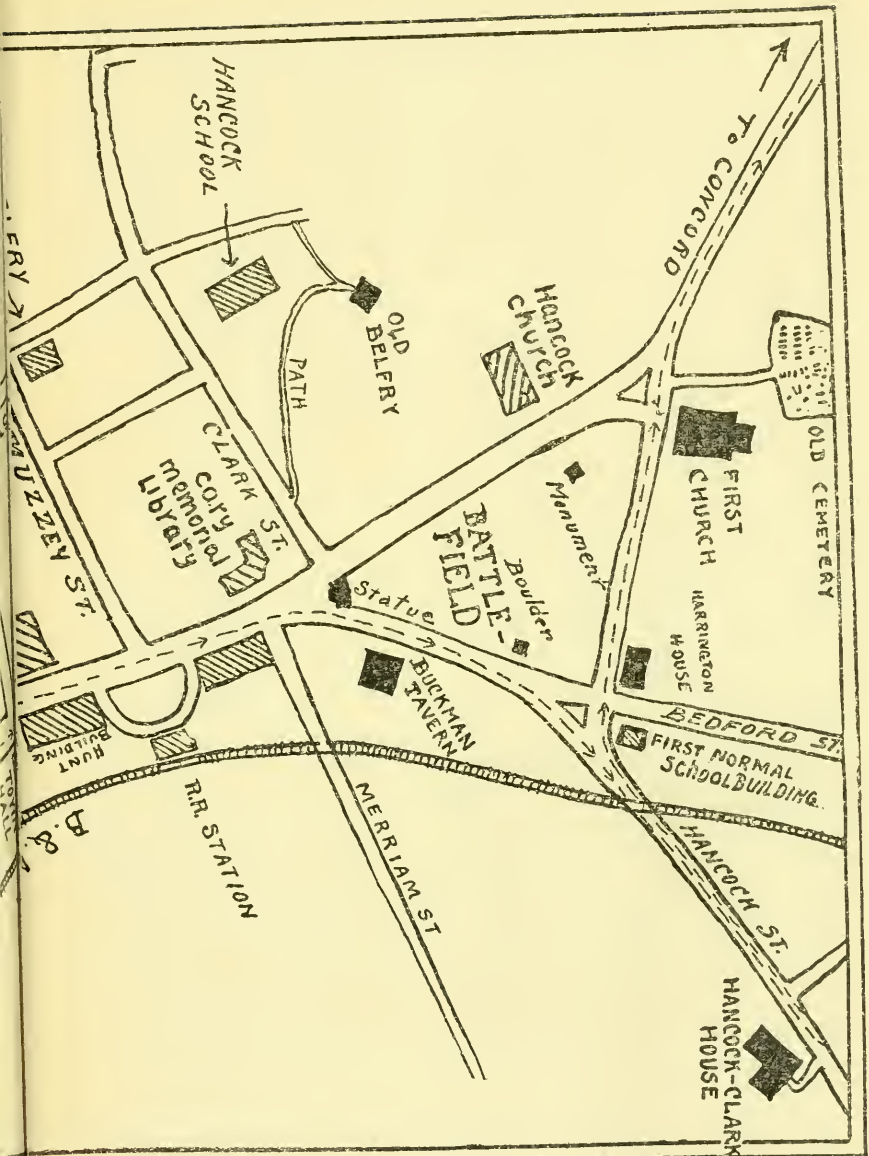 To CONCORD
HANCOCK
SCHOOL
OLD
BELFRY
PATH
Hancock
church
OLD CEMETERY
FIRST
CHURCH
HARRINGTON
HOUSE
Monument
BATTLE-
FIELD
Boulder
Statue
CLARK ST.
cary
memorial
Library
MUZZEY ST.
BUCKMAN
TAVERN
BEDFORD ST.
FIRST NORMAL
SCHOOL BUILDING.
HUNT
BUILDING
R.R. STATION
MERRIAM ST
HANCOCK ST.
HANCOCK-CLARK
HOUSE
HALL